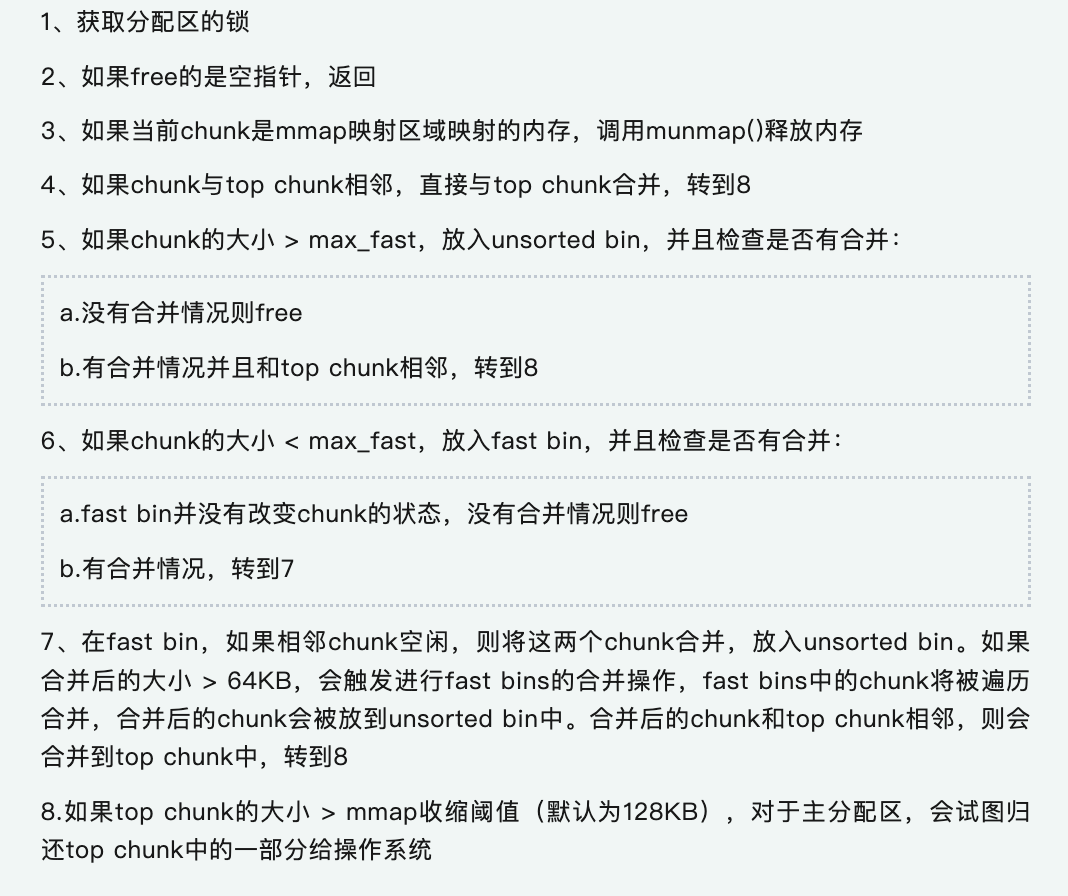 1、获取分配区的锁
2、如果free的是空指针，返回
3、如果当前chunk是mmap映射区域映射的内存，调用munmap()释放内存
4、如果chunk与top chunk相邻，直接与top chunk合并，转到8
5、如果chunk的大小 > max_fast，放入unsorted bin，并且检查是否有合并：
a.没有合并情况则free
b.有合并情况并且和top chunk相邻，转到8
6、如果chunk的大小 < max_fast，放入fast bin，并且检查是否有合并：
a.fast bin并没有改变chunk的状态，没有合并情况则free
b.有合并情况，转到7
7、在fast bin，如果相邻chunk空闲，则将这两个chunk合并，放入unsorted bin。如果
合并后的大小 > 64KB，会触发进行fast bins的合并操作，fast bins中的chunk将被遍历
合并，合并后的chunk会被放到unsorted bin中。合并后的chunk和top chunk相邻，则会
合并到top chunk中，转到8
8.如果top chunk的大小 > mmap收缩阈值（默认为128KB），对于主分配区，会试图归
还top chunk中的一部分给操作系统